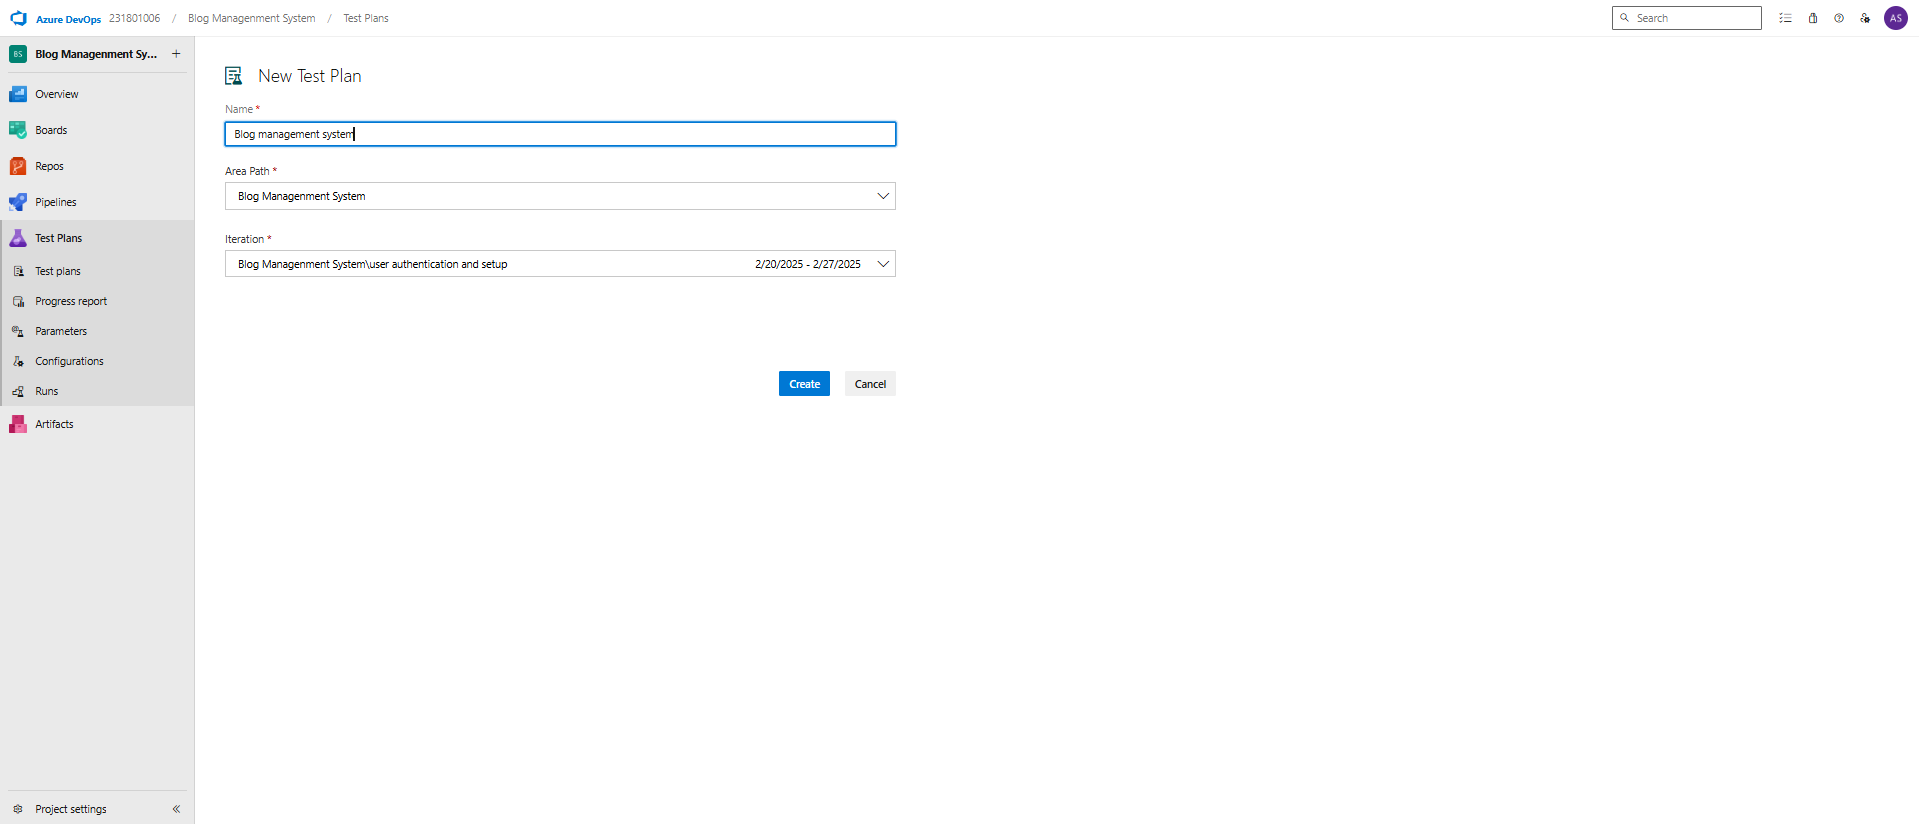 Azure DevOps 231801006 / Blog Managenment System / Test Plans
Search
AS
BS Blog Managenment Sy... +
Overview
Boards
Repos
Pipelines
Test Plans
Test plans
Progress report
Parameters
Configurations
Runs
Artifacts
Project settings
New Test Plan
Name *
Blog management system
Area Path *
Blog Managenment System
Iteration *
Blog Managenment System\user authentication and setup 2/20/2025 - 2/27/2025
Create Cancel